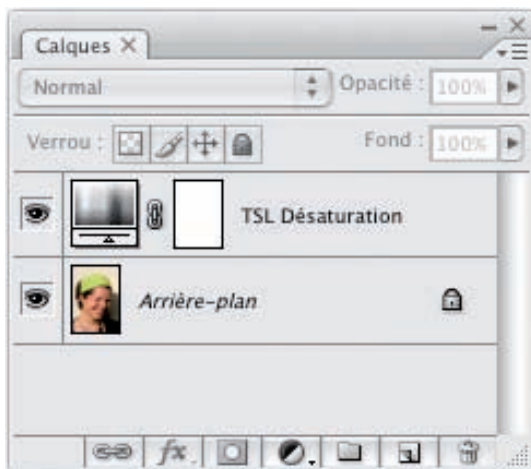 Calques
Normal Opacité : 100%
Verrou : Fond : 100%
TSL Désaturation
Arrière-plan
fx